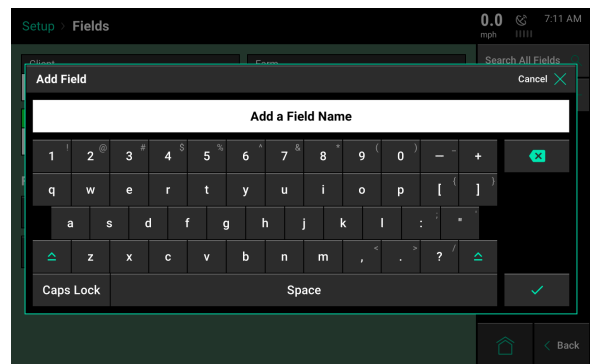 Setup > Fields
0.0
mph
7:11 AM
Client
Farm
Search All Fields
Add Field
Cancel
Add a Field Name
1 ! 2 @ 3 # 4 $ 5 % 6 ^ 7 & 8 * 9 ( 0 ) — - +
q w e r t y u i o p [ { ] }
a s d f g h j k l : ; " '
z x c v b n m , < . > ? /
Caps Lock Space
< Back